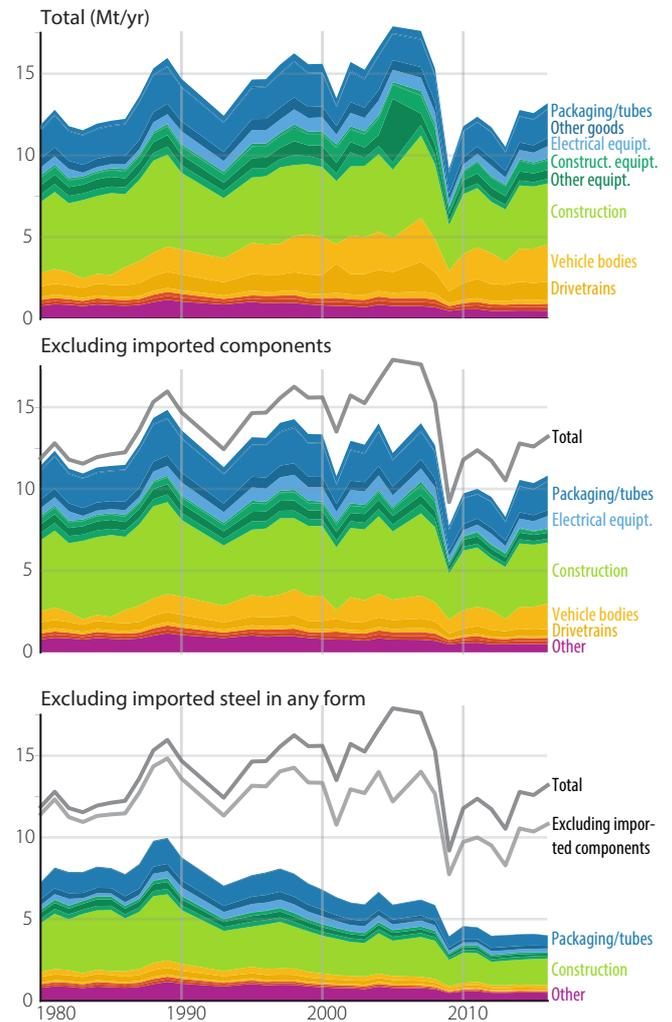 Total (Mt/yr)
15
10
5
0
Packaging/tubes
Other goods
Electrical equipt.
Construct. equipt.
Other equipt.
Construction
Vehicle bodies
Drivetrains
Excluding imported components
15
10
5
0
Total
Packaging/tubes
Electrical equipt.
Construction
Vehicle bodies
Drivetrains
Other
Excluding imported steel in any form
15
10
5
0
Total
Excluding impor-
ted components
Packaging/tubes
Construction
Other
1980 1990 2000 2010